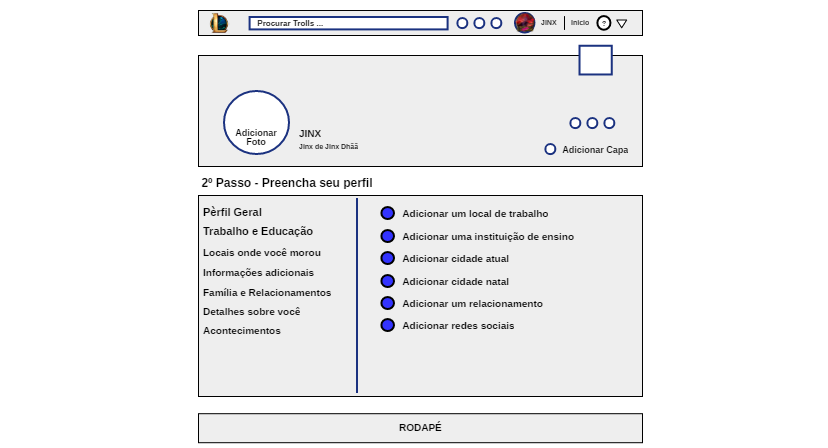 Procurar Trolls ...
JINX
Inicio
?
Adicionar
Foto
JINX
Jinx de Jinx Dhãã
Adicionar Capa
2º Passo - Preencha seu perfil
Pèrfil Geral
Trabalho e Educação
Locais onde você morou
Informações adicionais
Família e Relacionamentos
Detalhes sobre você
Acontecimentos
Adicionar um local de trabalho
Adicionar uma instituição de ensino
Adicionar cidade atual
Adicionar cidade natal
Adicionar um relacionamento
Adicionar redes sociais
RODAPÉ